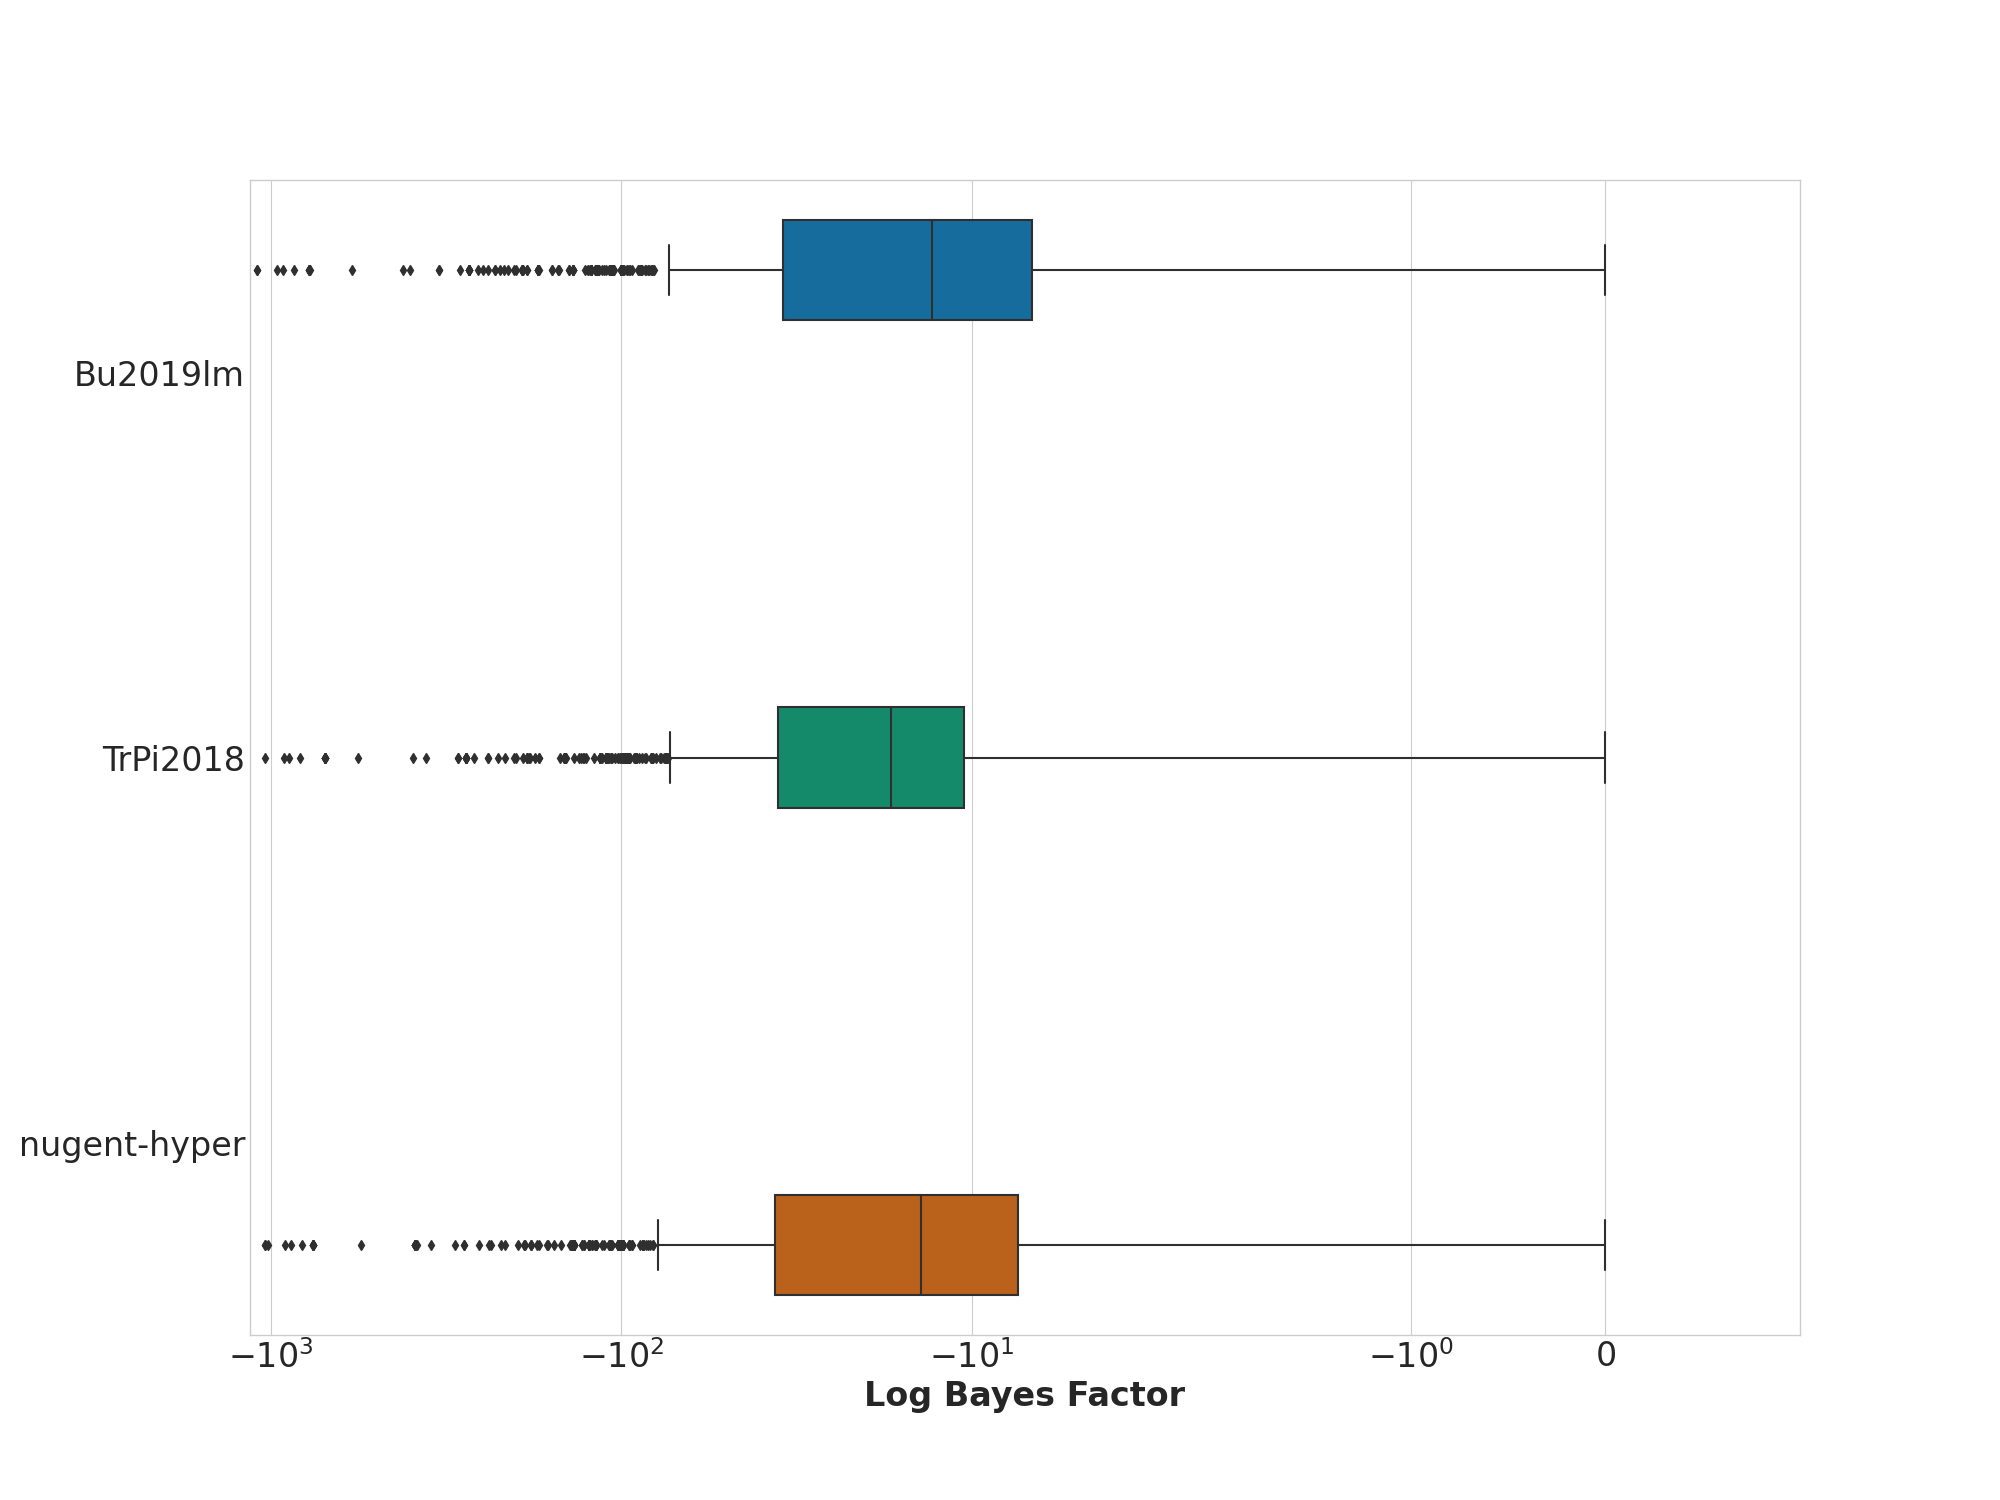 Bu2019lm
TrPi2018
nugent-hyper
−10³ −10² −10¹ −10⁰ 0
Log Bayes Factor